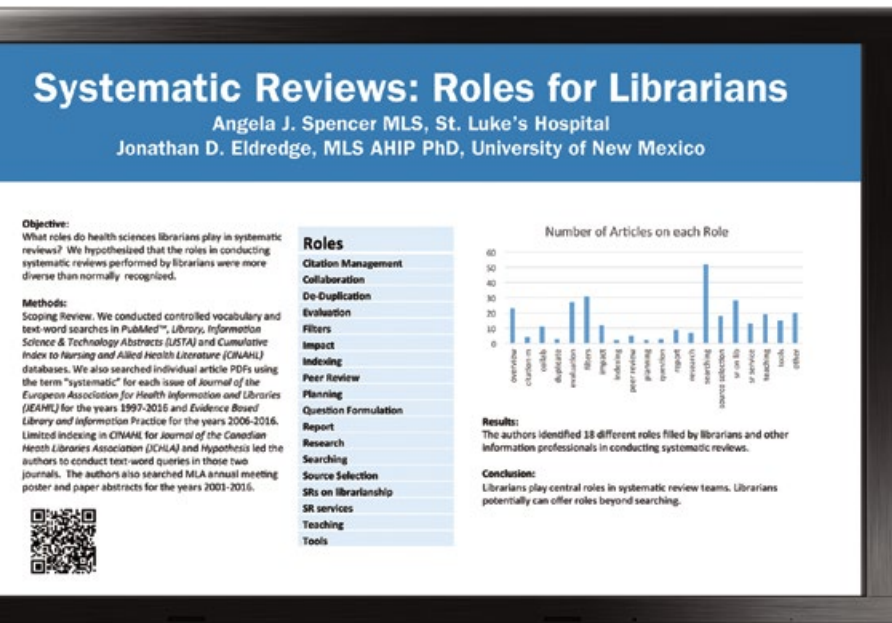 Systematic Reviews: Roles for Librarians
Angela J. Spencer MLS, St. Luke's Hospital
Jonathan D. Eldredge, MLS AHIP PhD, University of New Mexico
Objective:
What roles do health sciences librarians play in systematic
reviews? We hypothesized that the roles in conducting
systematic reviews performed by librarians were more
diverse than normally recognized.
Methods:
Scoping Review. We conducted controlled vocabulary and
text-word searches in PubMed™, Library, Information
Science & Technology Abstracts (LISTA) and Cumulative
Index to Nursing and Allied Health Literature (CINAHL)
databases. We also searched individual article PDFs using
the term "systematic" for each issue of Journal of the
European Association for Health Information and Libraries
(JEAHIL) for the years 1997-2016 and Evidence Based
Library and Information Practice for the years 2006-2016.
Limited indexing in CINAHL for Journal of the Canadian
Heath Libraries Association (JCHLA) and Hypothesis led the
authors to conduct text-word queries in those two
journals. The authors also searched MLA annual meeting
poster and paper abstracts for the years 2001-2016.
Roles
Citation Management
Collaboration
De-Duplication
Evaluation
Filters
Impact
Indexing
Peer Review
Planning
Question Formulation
Report
Research
Searching
Source Selection
SRs on librarianship
SR services
Teaching
Tools
Number of Articles on each Role
60
50
40
30
20
10
0
overview
citation m
collab
duplicate
evaluation
filters
impact
indexing
peer review
planning
question
report
research
searching
source selection
sr on lis
sr service
teaching
tools
other
Results:
The authors identified 18 different roles filled by librarians and other
information professionals in conducting systematic reviews.
Conclusion:
Librarians play central roles in systematic review teams. Librarians
potentially can offer roles beyond searching.